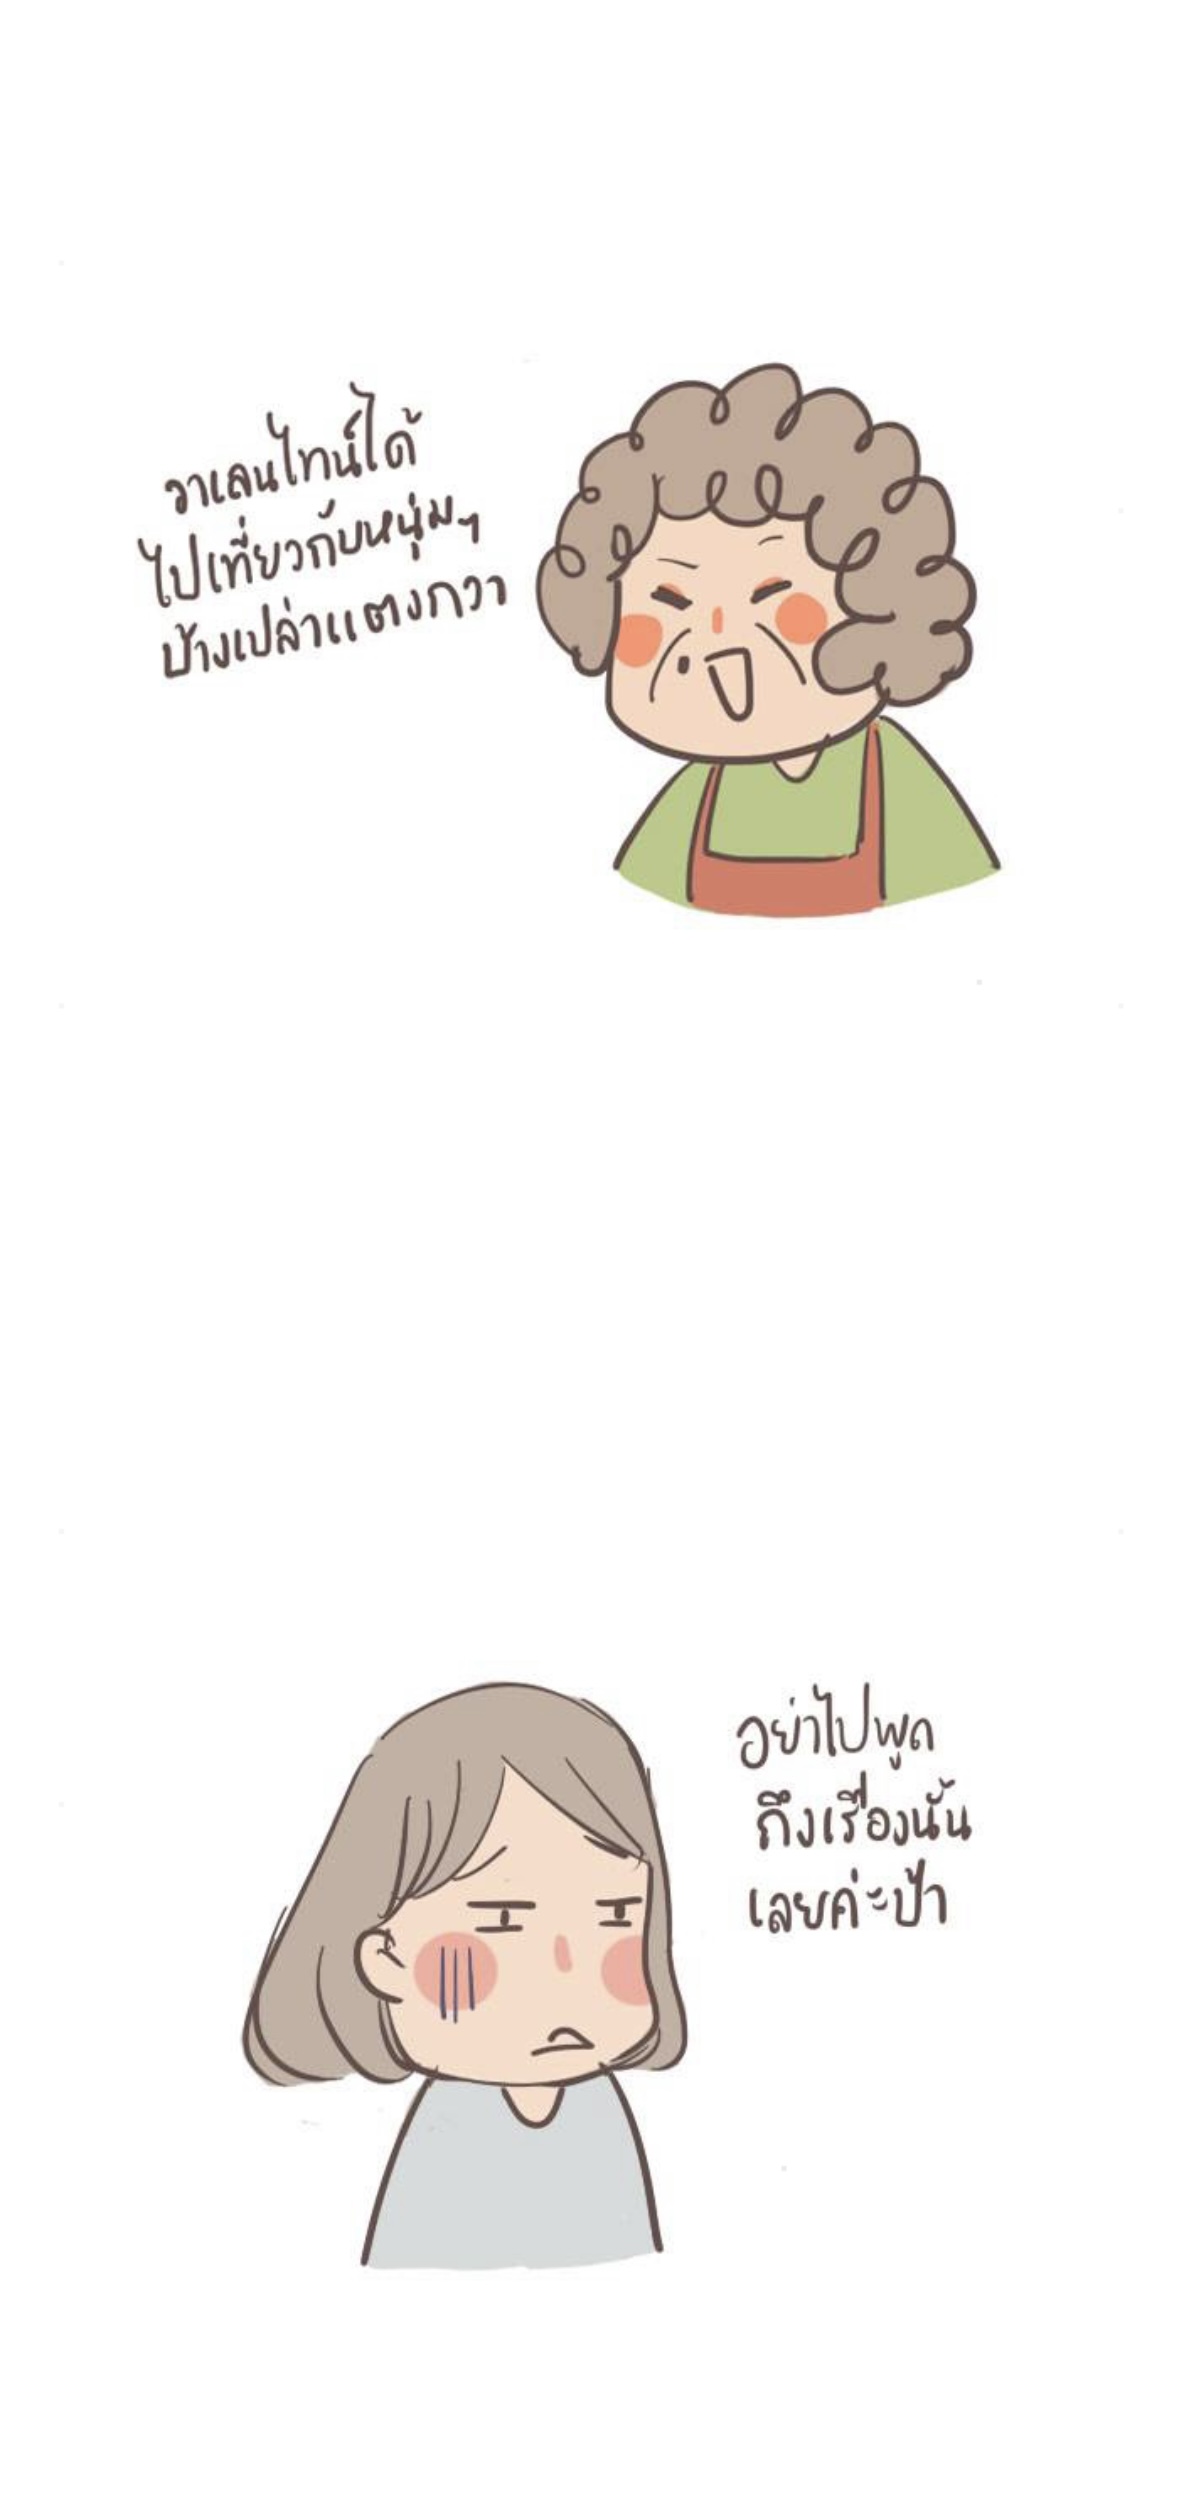 วาเลนไทน์ได้
ไปเที่ยวกับหนุ่มๆ
บ้างเปล่าแตงกวา
อย่าไปพูด
ถึงเรื่องนั้น
เลยค่ะป้า